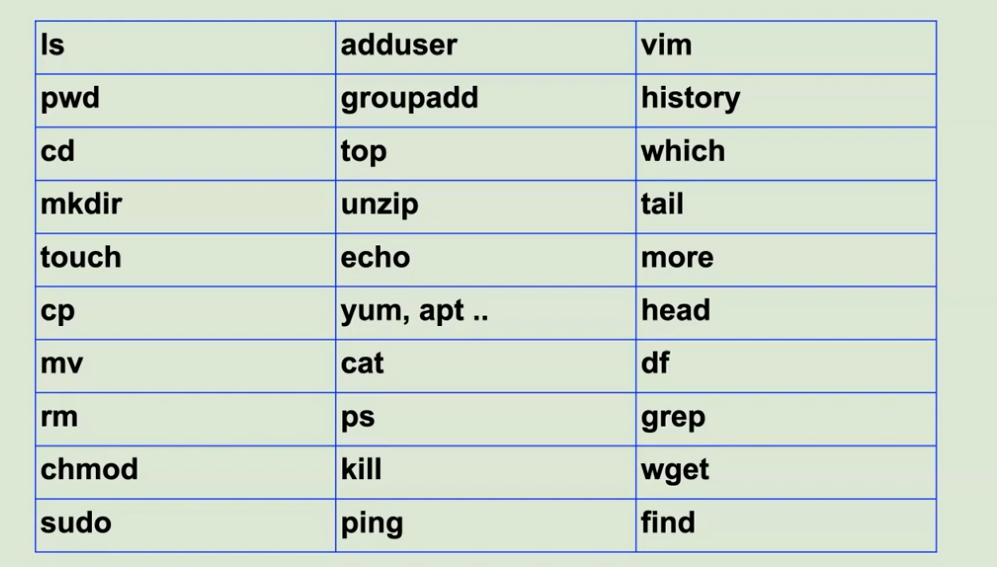 ls adduser vim
pwd groupadd history
cd top which
mkdir unzip tail
touch echo more
cp yum, apt .. head
mv cat df
rm ps grep
chmod kill wget
sudo ping find